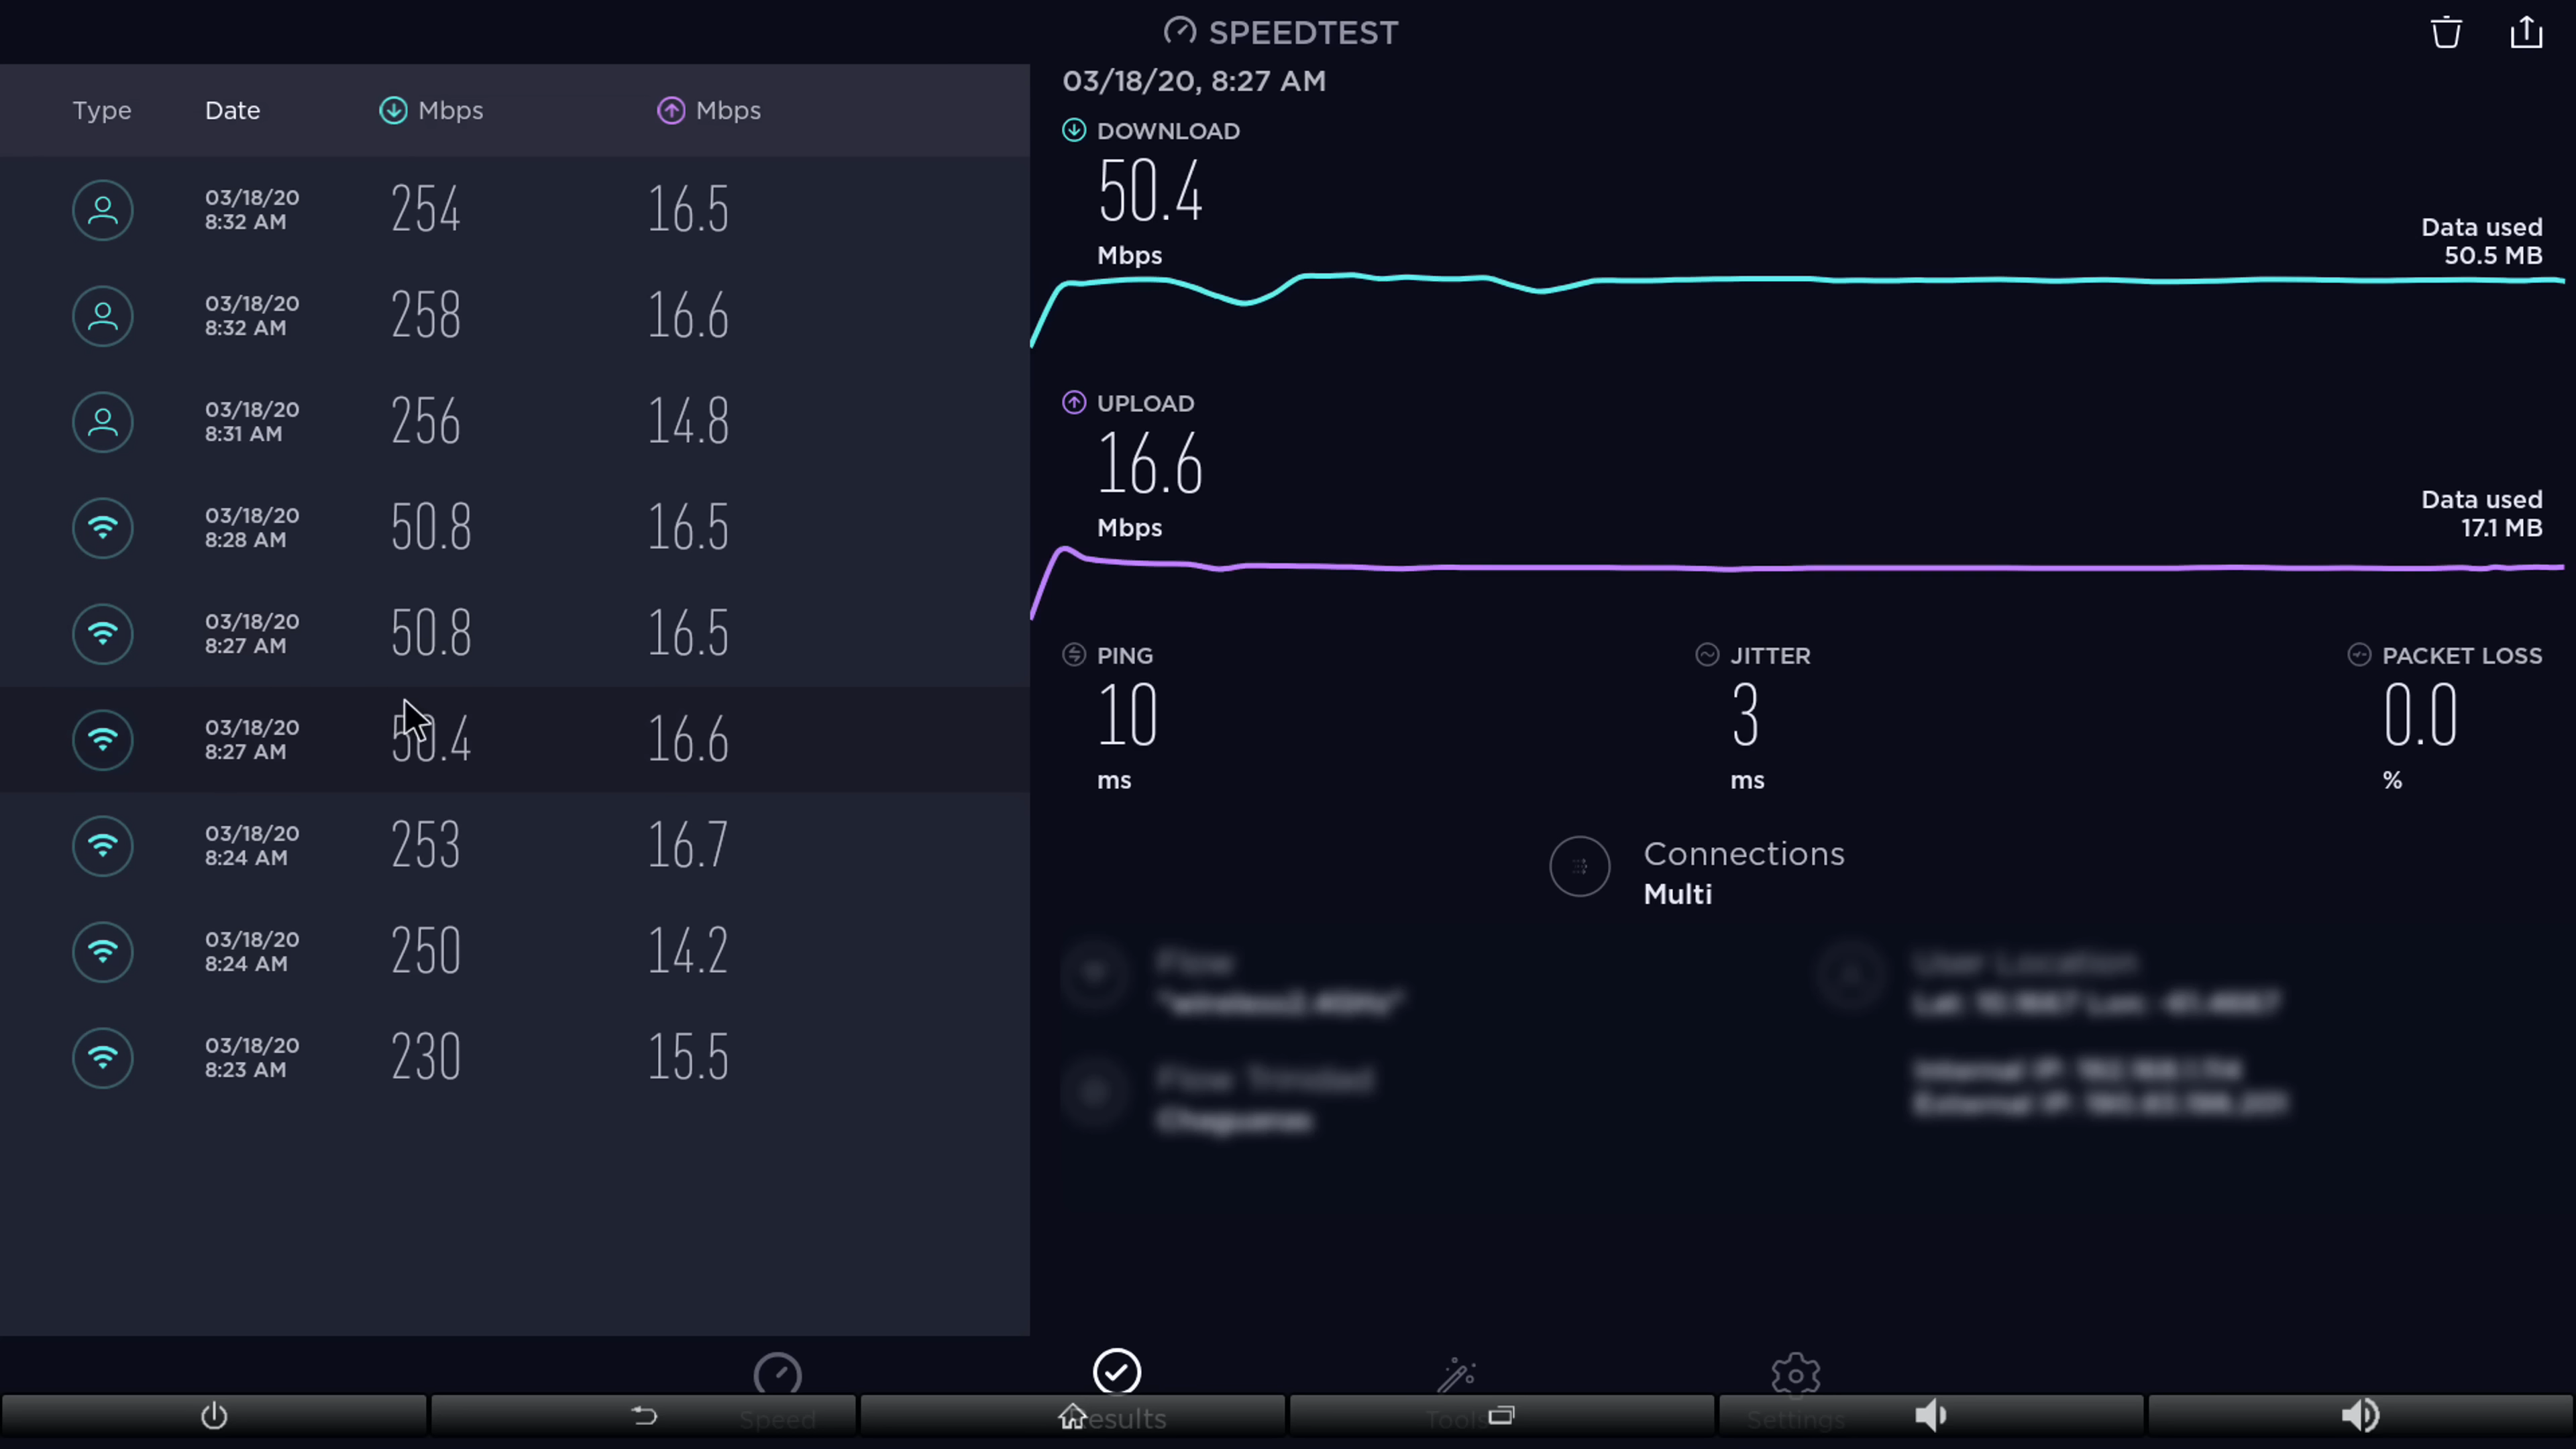 SPEEDTEST
Type Date Mbps Mbps
03/18/20
8:32 AM
254 16.5
03/18/20
8:32 AM
258 16.6
03/18/20
8:31 AM
256 14.8
03/18/20
8:28 AM
50.8 16.5
03/18/20
8:27 AM
50.8 16.5
03/18/20
8:27 AM
50.4 16.6
03/18/20
8:24 AM
253 16.7
03/18/20
8:24 AM
250 14.2
03/18/20
8:23 AM
230 15.5
03/18/20, 8:27 AM
DOWNLOAD
50.4
Mbps
Data used
50.5 MB
UPLOAD
16.6
Mbps
Data used
17.1 MB
PING
10
ms
JITTER
3
ms
PACKET LOSS
0.0
%
Connections
Multi
Speed
Results
Tools
Settings